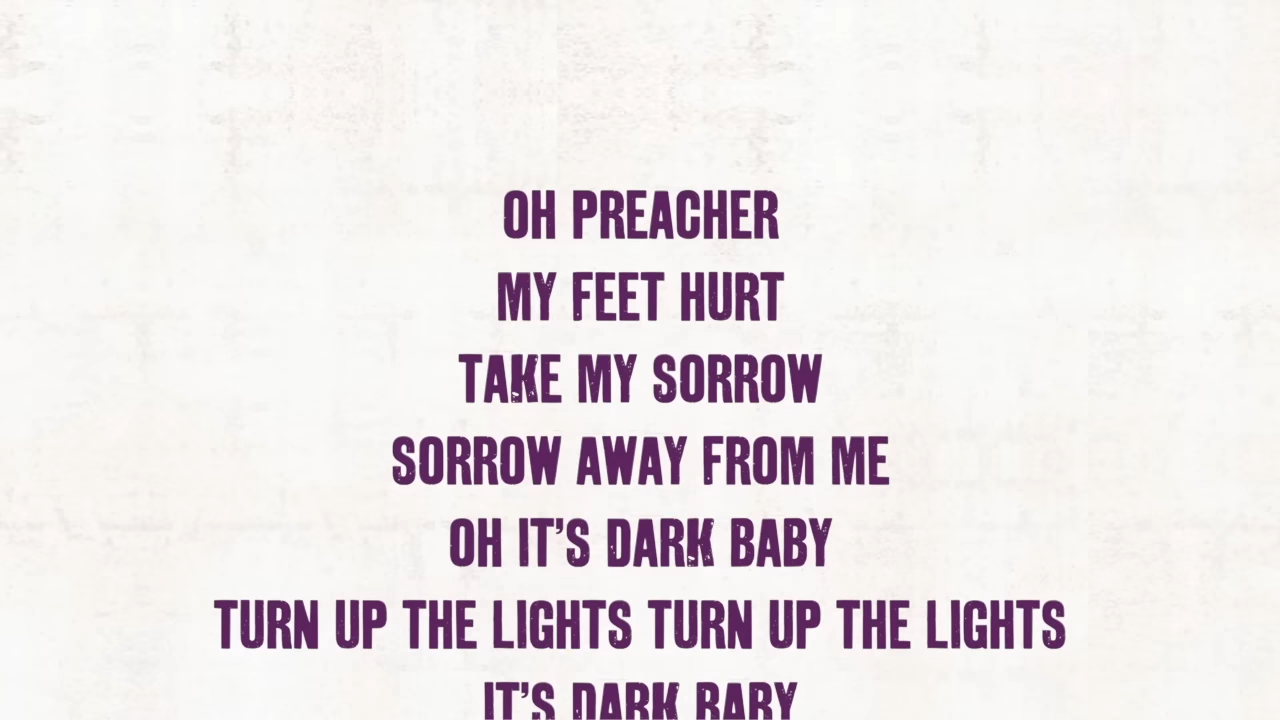 OH PREACHER
MY FEET HURT
TAKE MY SORROW
SORROW AWAY FROM ME
OH IT’S DARK BABY
TURN UP THE LIGHTS TURN UP THE LIGHTS
IT’S DARK BABY